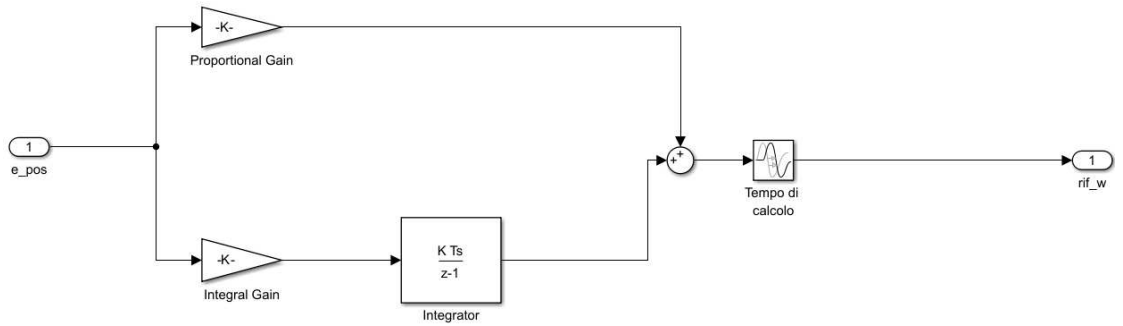 -K-
Proportional Gain
1
e_pos
+
+
Tempo di
calcolo
1
rif_w
-K-
Integral Gain
K Ts
z-1
Integrator